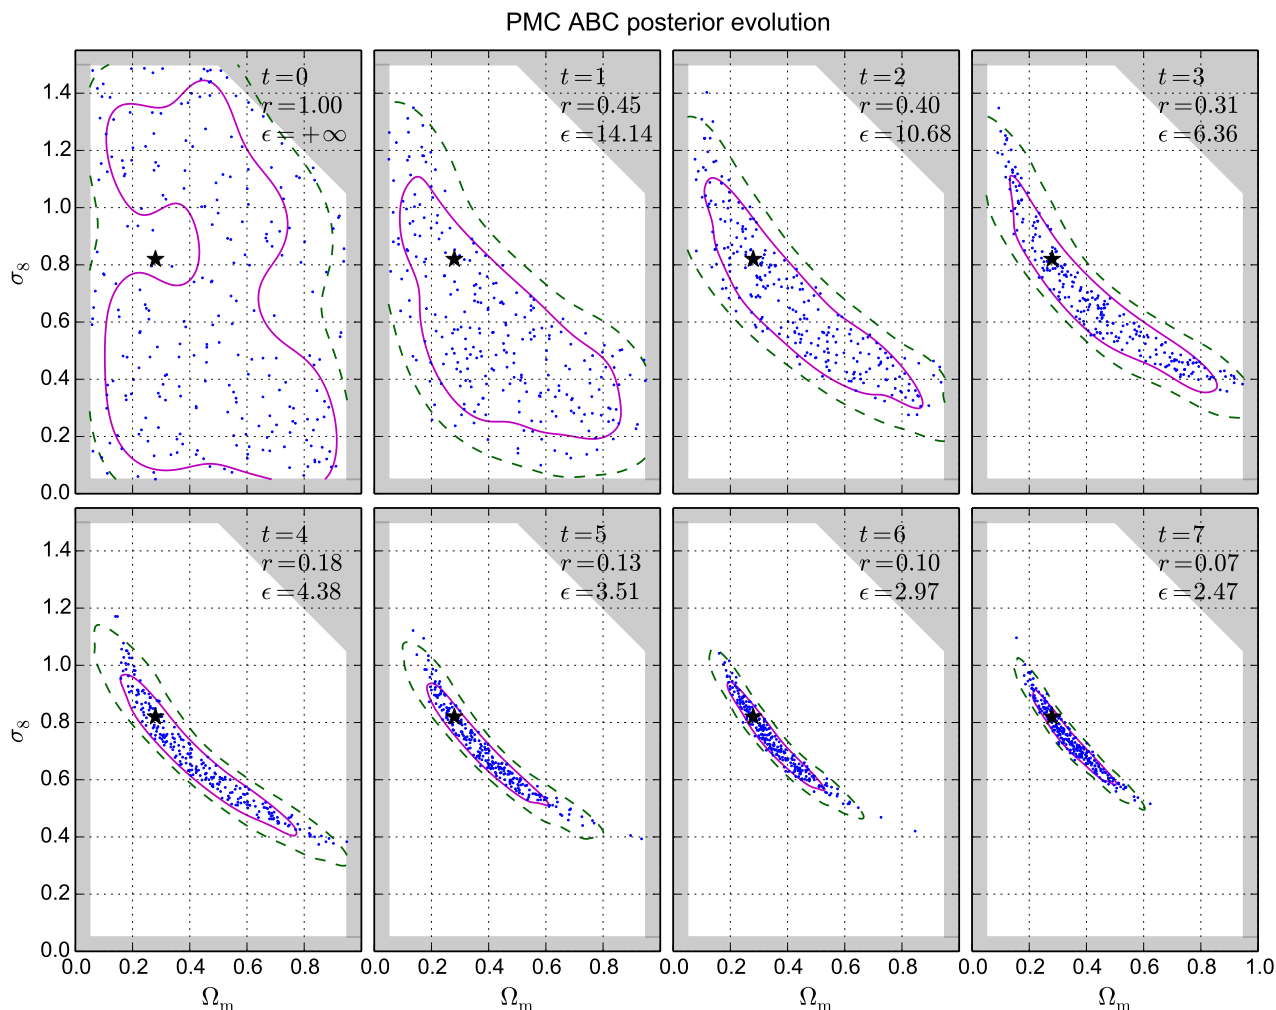 PMC ABC posterior evolution
t=0
r=1.00
ϵ=+∞
t=1
r=0.45
ϵ=14.14
t=2
r=0.40
ϵ=10.68
t=3
r=0.31
ϵ=6.36
1.4
1.2
1.0
0.8
0.6
0.4
0.2
0.0
σ₈
t=4
r=0.18
ϵ=4.38
t=5
r=0.13
ϵ=3.51
t=6
r=0.10
ϵ=2.97
t=7
r=0.07
ϵ=2.47
1.4
1.2
1.0
0.8
0.6
0.4
0.2
0.0
σ₈
0.0 0.2 0.4 0.6 0.8 0.0 0.2 0.4 0.6 0.8 0.0 0.2 0.4 0.6 0.8 0.0 0.2 0.4 0.6 0.8 1.0
Ωm Ωm Ωm Ωm